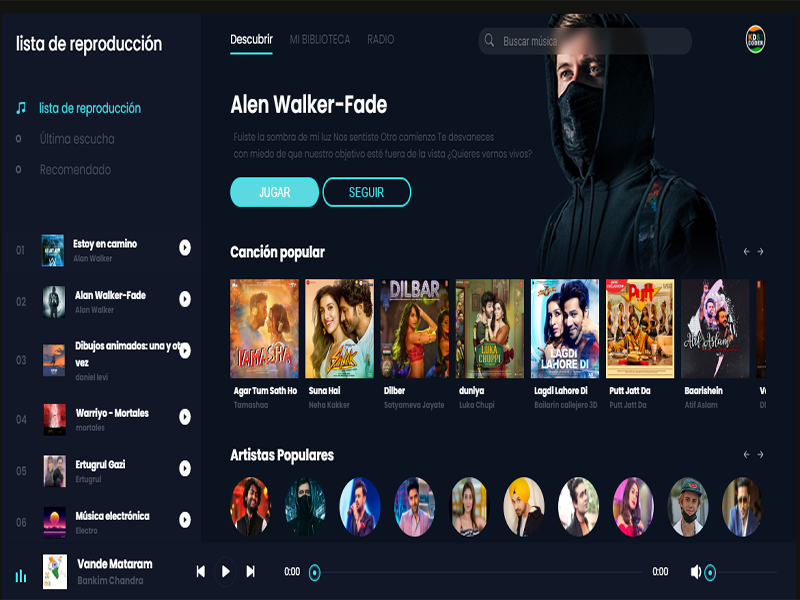 lista de reproducción
Descubrir
MI BIBLIOTECA
RADIO
Buscar música
lista de reproducción
Última escucha
Recomendado
Alen Walker-Fade
Fuiste la sombra de mi luz Nos sentiste Otro comienzo Te desvaneces
con miedo de que nuestro objetivo esté fuera de la vista ¿Quieres vernos vivos?
JUGAR
SEGUIR
01
Estoy en camino
Alan Walker
02
Alan Walker-Fade
Alan Walker
03
Dibujos animados: una y ot
vez
daniel levi
04
Warriyo - Mortales
mortales
05
Ertugrul Gazi
Ertugrul
06
Música electrónica
Electro
Canción popular
TAMASHA
DILBAR
LUKA
CHUPPI
LAGDI
LAHORE DI
Putt
Atif Aslam
Agar Tum Sath Ho
Tamashaa
Suna Hai
Neha Kakker
Dilber
Satyameva Jayate
duniya
Luka Chupi
Lagdi Lahore Di
Bailarín callejero 3D
Putt Jatt Da
Putt Jatt Da
Baarishein
Atif Aslam
Artistas Populares
Vande Mataram
Bankim Chandra
0:00
0:00